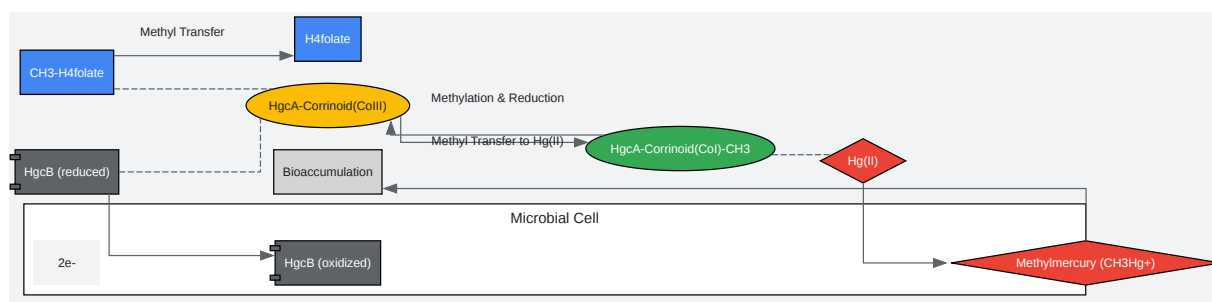 Methyl Transfer
H4folate
CH3-H4folate
HgcA-Corrinoid(CoIII)
Methylation & Reduction
Methyl Transfer to Hg(II)
HgcA-Corrinoid(CoI)-CH3
Hg(II)
HgcB (reduced)
Bioaccumulation
Microbial Cell
2e-
HgcB (oxidized)
Methylmercury (CH3Hg+)